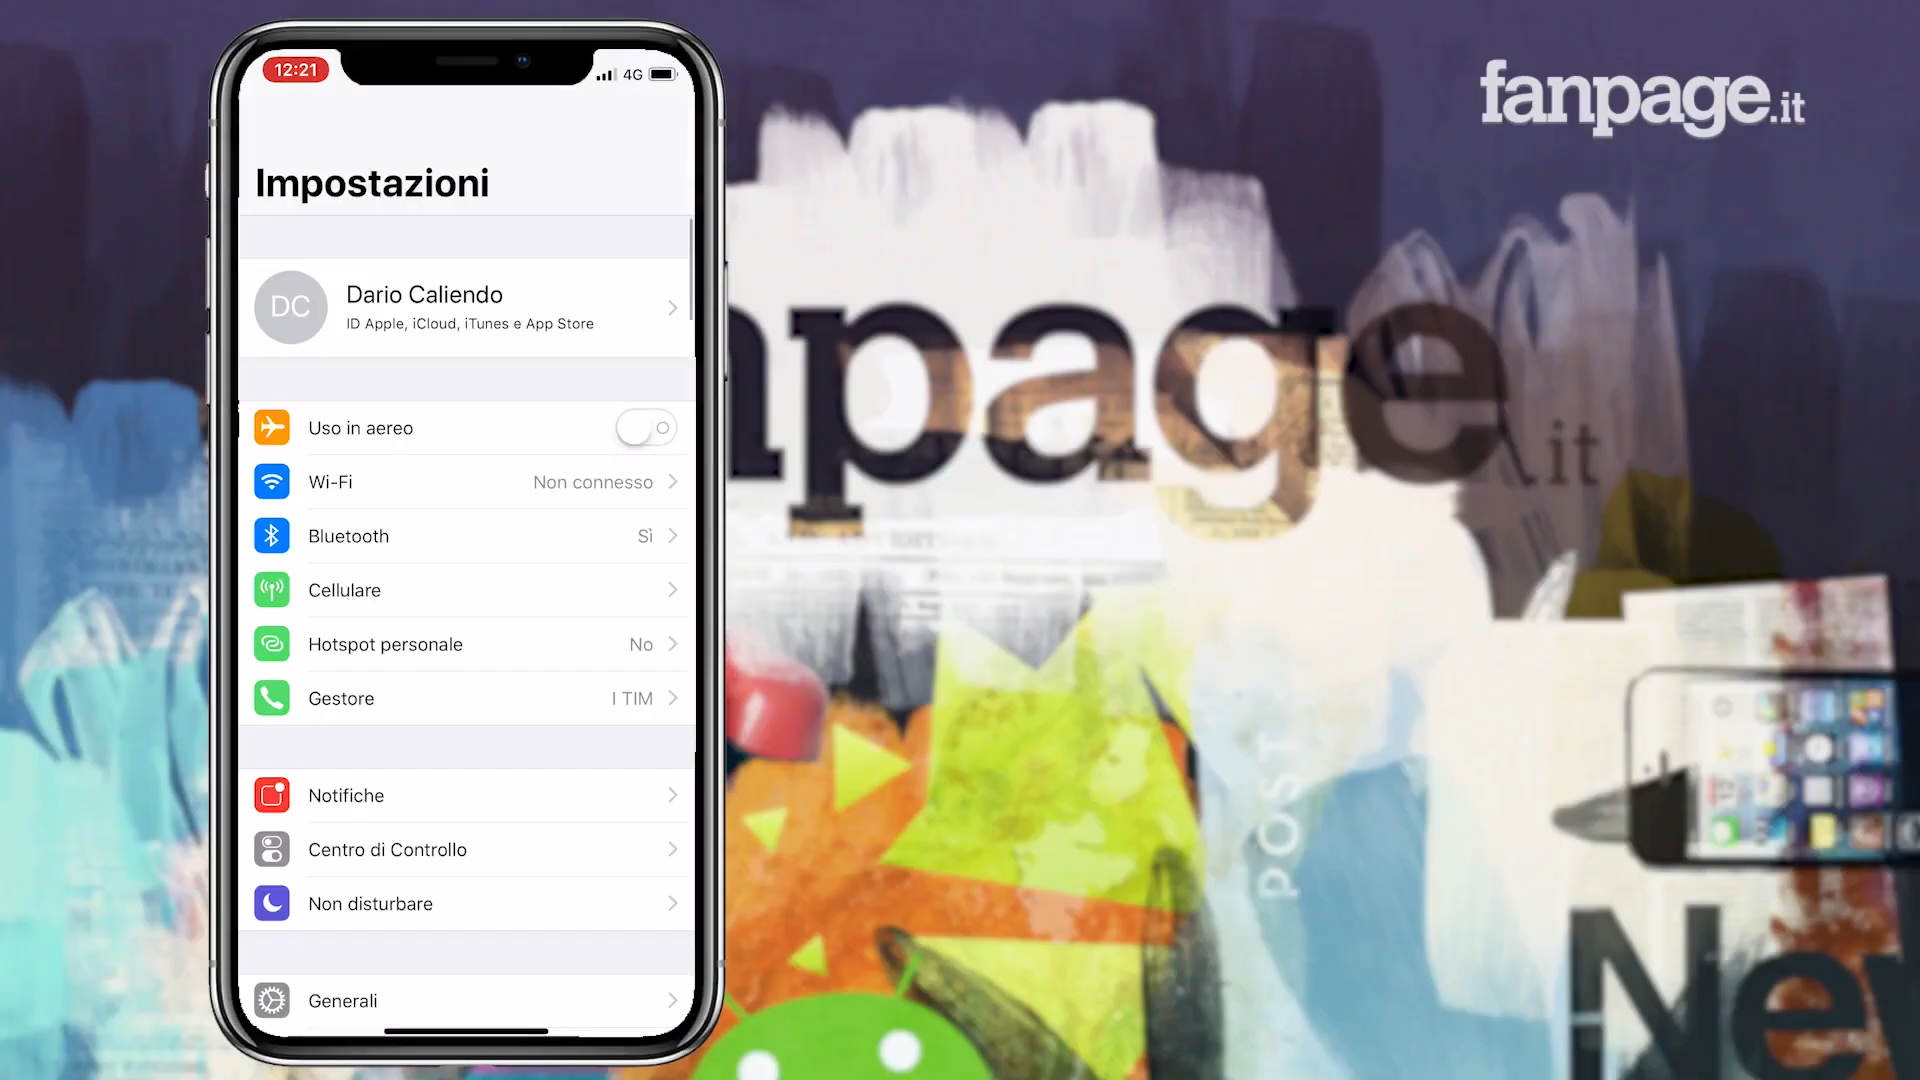 12:21
4G
Impostazioni
DC
Dario Caliendo
ID Apple, iCloud, iTunes e App Store
Uso in aereo
Wi-Fi Non connesso
Bluetooth Sì
Cellulare
Hotspot personale No
Gestore I TIM
Notifiche
Centro di Controllo
Non disturbare
Generali
fanpage.it
npage.it
POST
New